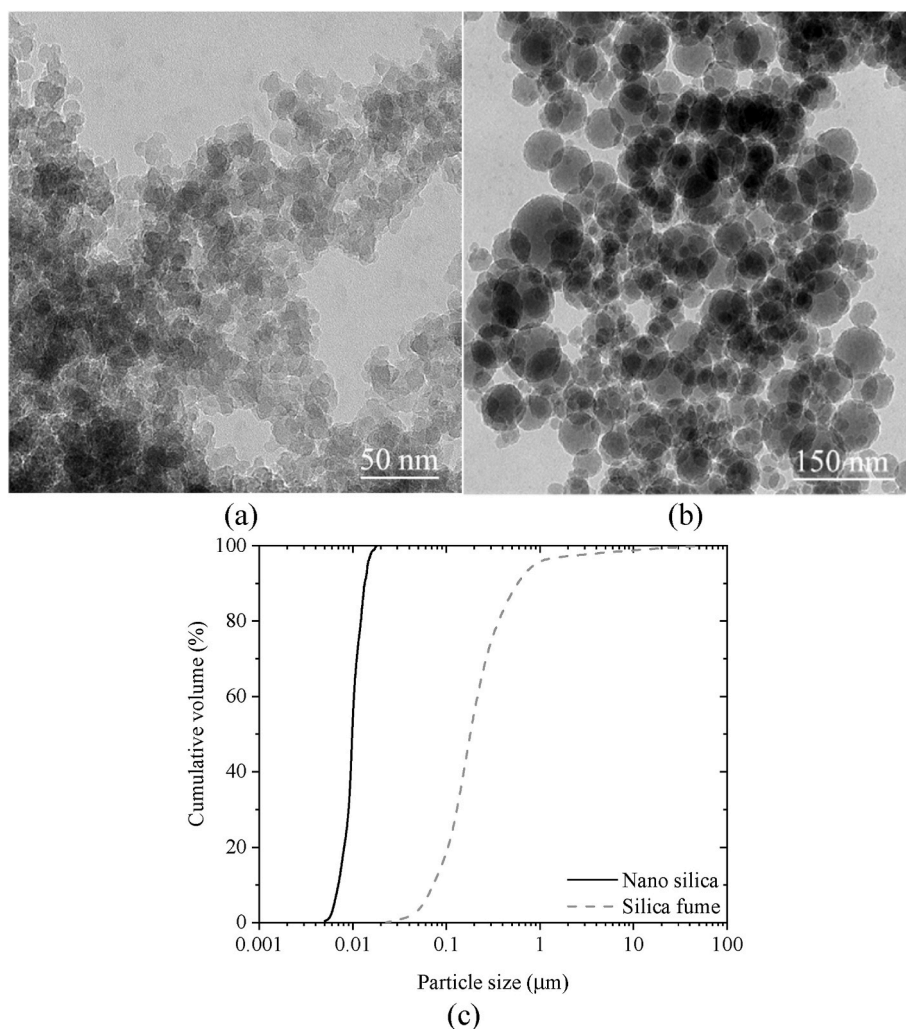 50 nm
150 nm
(a)
(b)
100
80
60
40
20
0
Cumulative volume (%)
Nano silica
Silica fume
0.001
0.01
0.1
1
10
100
Particle size (μm)
(c)